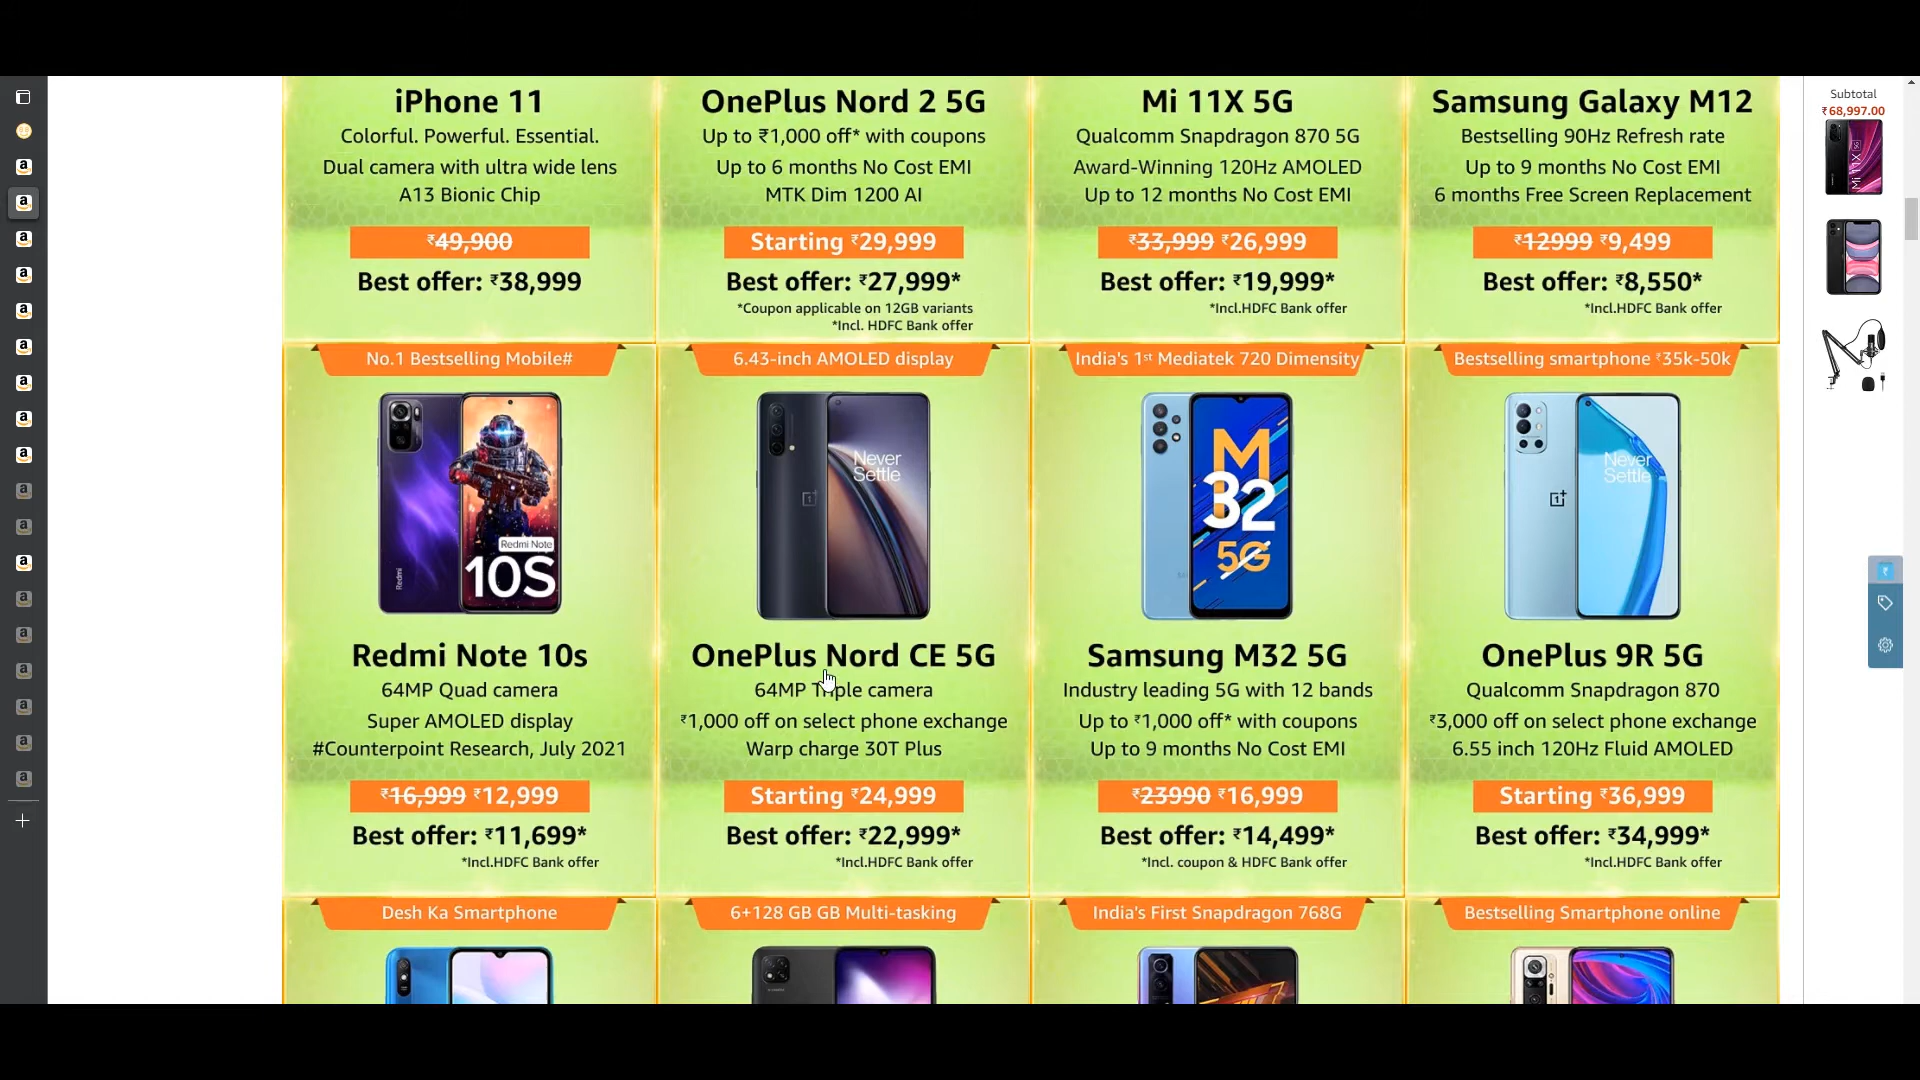 iPhone 11
Colorful. Powerful. Essential.
Dual camera with ultra wide lens
A13 Bionic Chip
₹49,900
Best offer: ₹38,999
OnePlus Nord 2 5G
Up to ₹1,000 off* with coupons
Up to 6 months No Cost EMI
MTK Dim 1200 AI
Starting ₹29,999
Best offer: ₹27,999*
*Coupon applicable on 12GB variants
*Incl. HDFC Bank offer
Mi 11X 5G
Qualcomm Snapdragon 870 5G
Award-Winning 120Hz AMOLED
Up to 12 months No Cost EMI
₹33,999 ₹26,999
Best offer: ₹19,999*
*Incl.HDFC Bank offer
Samsung Galaxy M12
Bestselling 90Hz Refresh rate
Up to 9 months No Cost EMI
6 months Free Screen Replacement
₹12999 ₹9,499
Best offer: ₹8,550*
*Incl.HDFC Bank offer
Subtotal
₹68,997.00
Mi 11X 5G
No.1 Bestselling Mobile#
Redmi
Redmi Note
10S
Redmi Note 10s
64MP Quad camera
Super AMOLED display
#Counterpoint Research, July 2021
₹16,999 ₹12,999
Best offer: ₹11,699*
*Incl.HDFC Bank offer
6.43-inch AMOLED display
Never
Settle
OnePlus Nord CE 5G
64MP Triple camera
₹1,000 off on select phone exchange
Warp charge 30T Plus
Starting ₹24,999
Best offer: ₹22,999*
*Incl.HDFC Bank offer
India's 1st Mediatek 720 Dimensity
M
32
5G
Samsung M32 5G
Industry leading 5G with 12 bands
Up to ₹1,000 off* with coupons
Up to 9 months No Cost EMI
₹23990 ₹16,999
Best offer: ₹14,499*
*Incl. coupon & HDFC Bank offer
Bestselling smartphone ₹35k-50k
Never
Settle
OnePlus 9R 5G
Qualcomm Snapdragon 870
₹3,000 off on select phone exchange
6.55 inch 120Hz Fluid AMOLED
Starting ₹36,999
Best offer: ₹34,999*
*Incl.HDFC Bank offer
Desh Ka Smartphone
6+128 GB GB Multi-tasking
India's First Snapdragon 768G
Bestselling Smartphone online